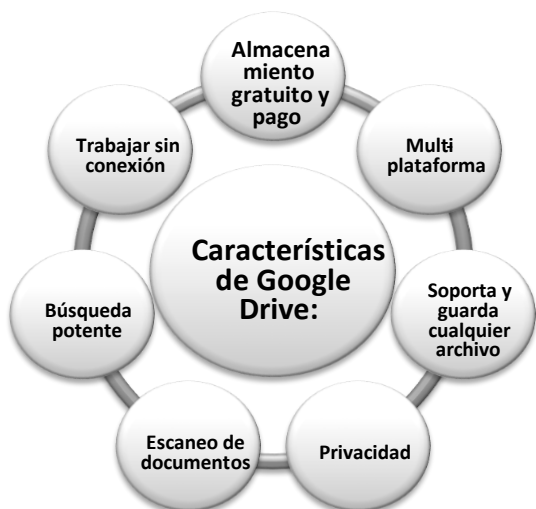 Características
de Google
Drive:
Almacena
miento
gratuito y
pago
Multi
plataforma
Soporta y
guarda
cualquier
archivo
Privacidad
Escaneo de
documentos
Búsqueda
potente
Trabajar sin
conexión